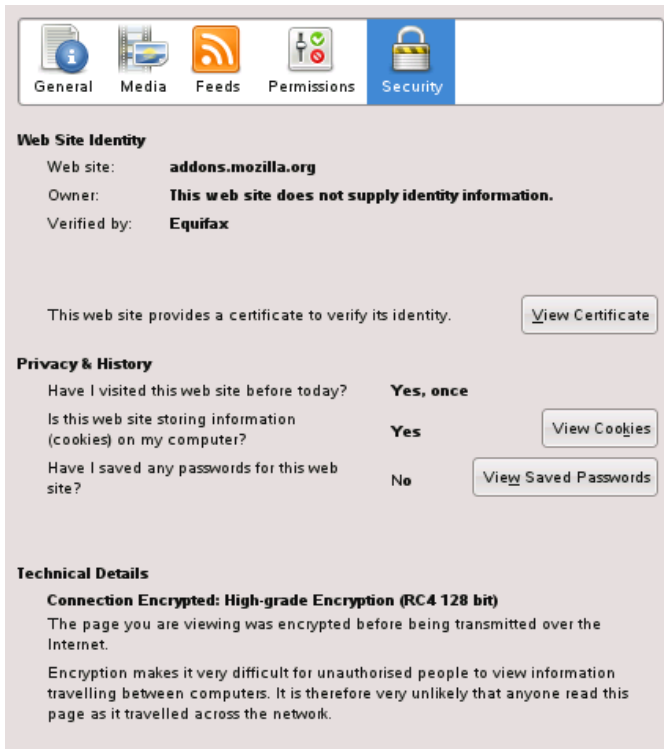 General Media Feeds Permissions Security
Web Site Identity
Web site: addons.mozilla.org
Owner: This web site does not supply identity information.
Verified by: Equifax
This web site provides a certificate to verify its identity. View Certificate
Privacy & History
Have I visited this web site before today? Yes, once
Is this web site storing information
(cookies) on my computer? Yes View Cookies
Have I saved any passwords for this web
site? No View Saved Passwords
Technical Details
Connection Encrypted: High-grade Encryption (RC4 128 bit)
The page you are viewing was encrypted before being transmitted over the
Internet.
Encryption makes it very difficult for unauthorised people to view information
travelling between computers. It is therefore very unlikely that anyone read this
page as it travelled across the network.